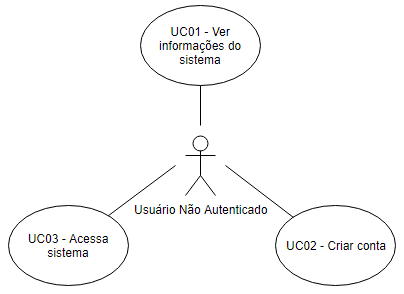 UC01 - Ver
informações do
sistema
Usuário Não Autenticado
UC03 - Acessa
sistema
UC02 - Criar conta